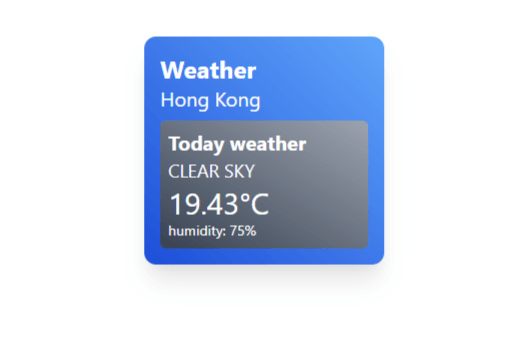 Weather
Hong Kong
Today weather
CLEAR SKY
19.43°C
humidity: 75%